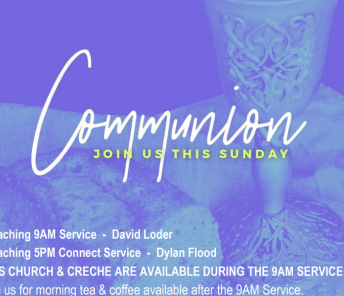 Communion
JOIN US THIS SUNDAY
aching 9AM Service - David Loder
aching 5PM Connect Service - Dylan Flood
S CHURCH & CRECHE ARE AVAILABLE DURING THE 9AM SERVICE
us for morning tea & coffee available after the 9AM Service.